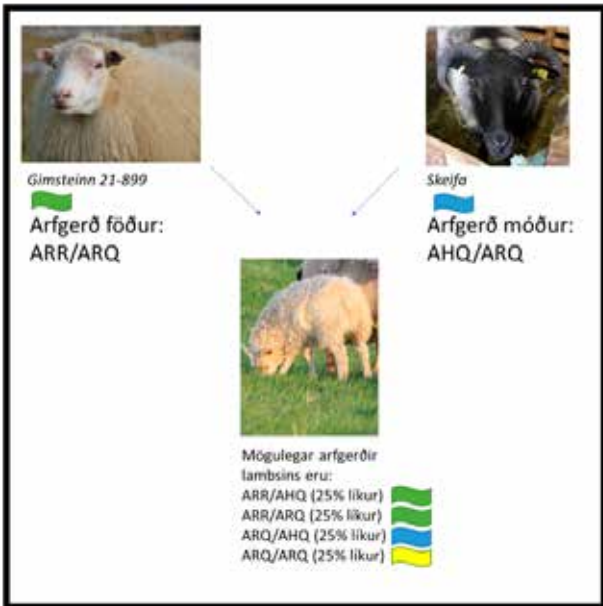 Gimsteinn 21-899
Arfgerð föður:
ARR/ARQ
Skeifa
Arfgerð móður:
AHQ/ARQ
Mögulegar arfgerðir
lambsins eru:
ARR/AHQ (25% líkur)
ARR/ARQ (25% líkur)
ARQ/AHQ (25% líkur)
ARQ/ARQ (25% líkur)